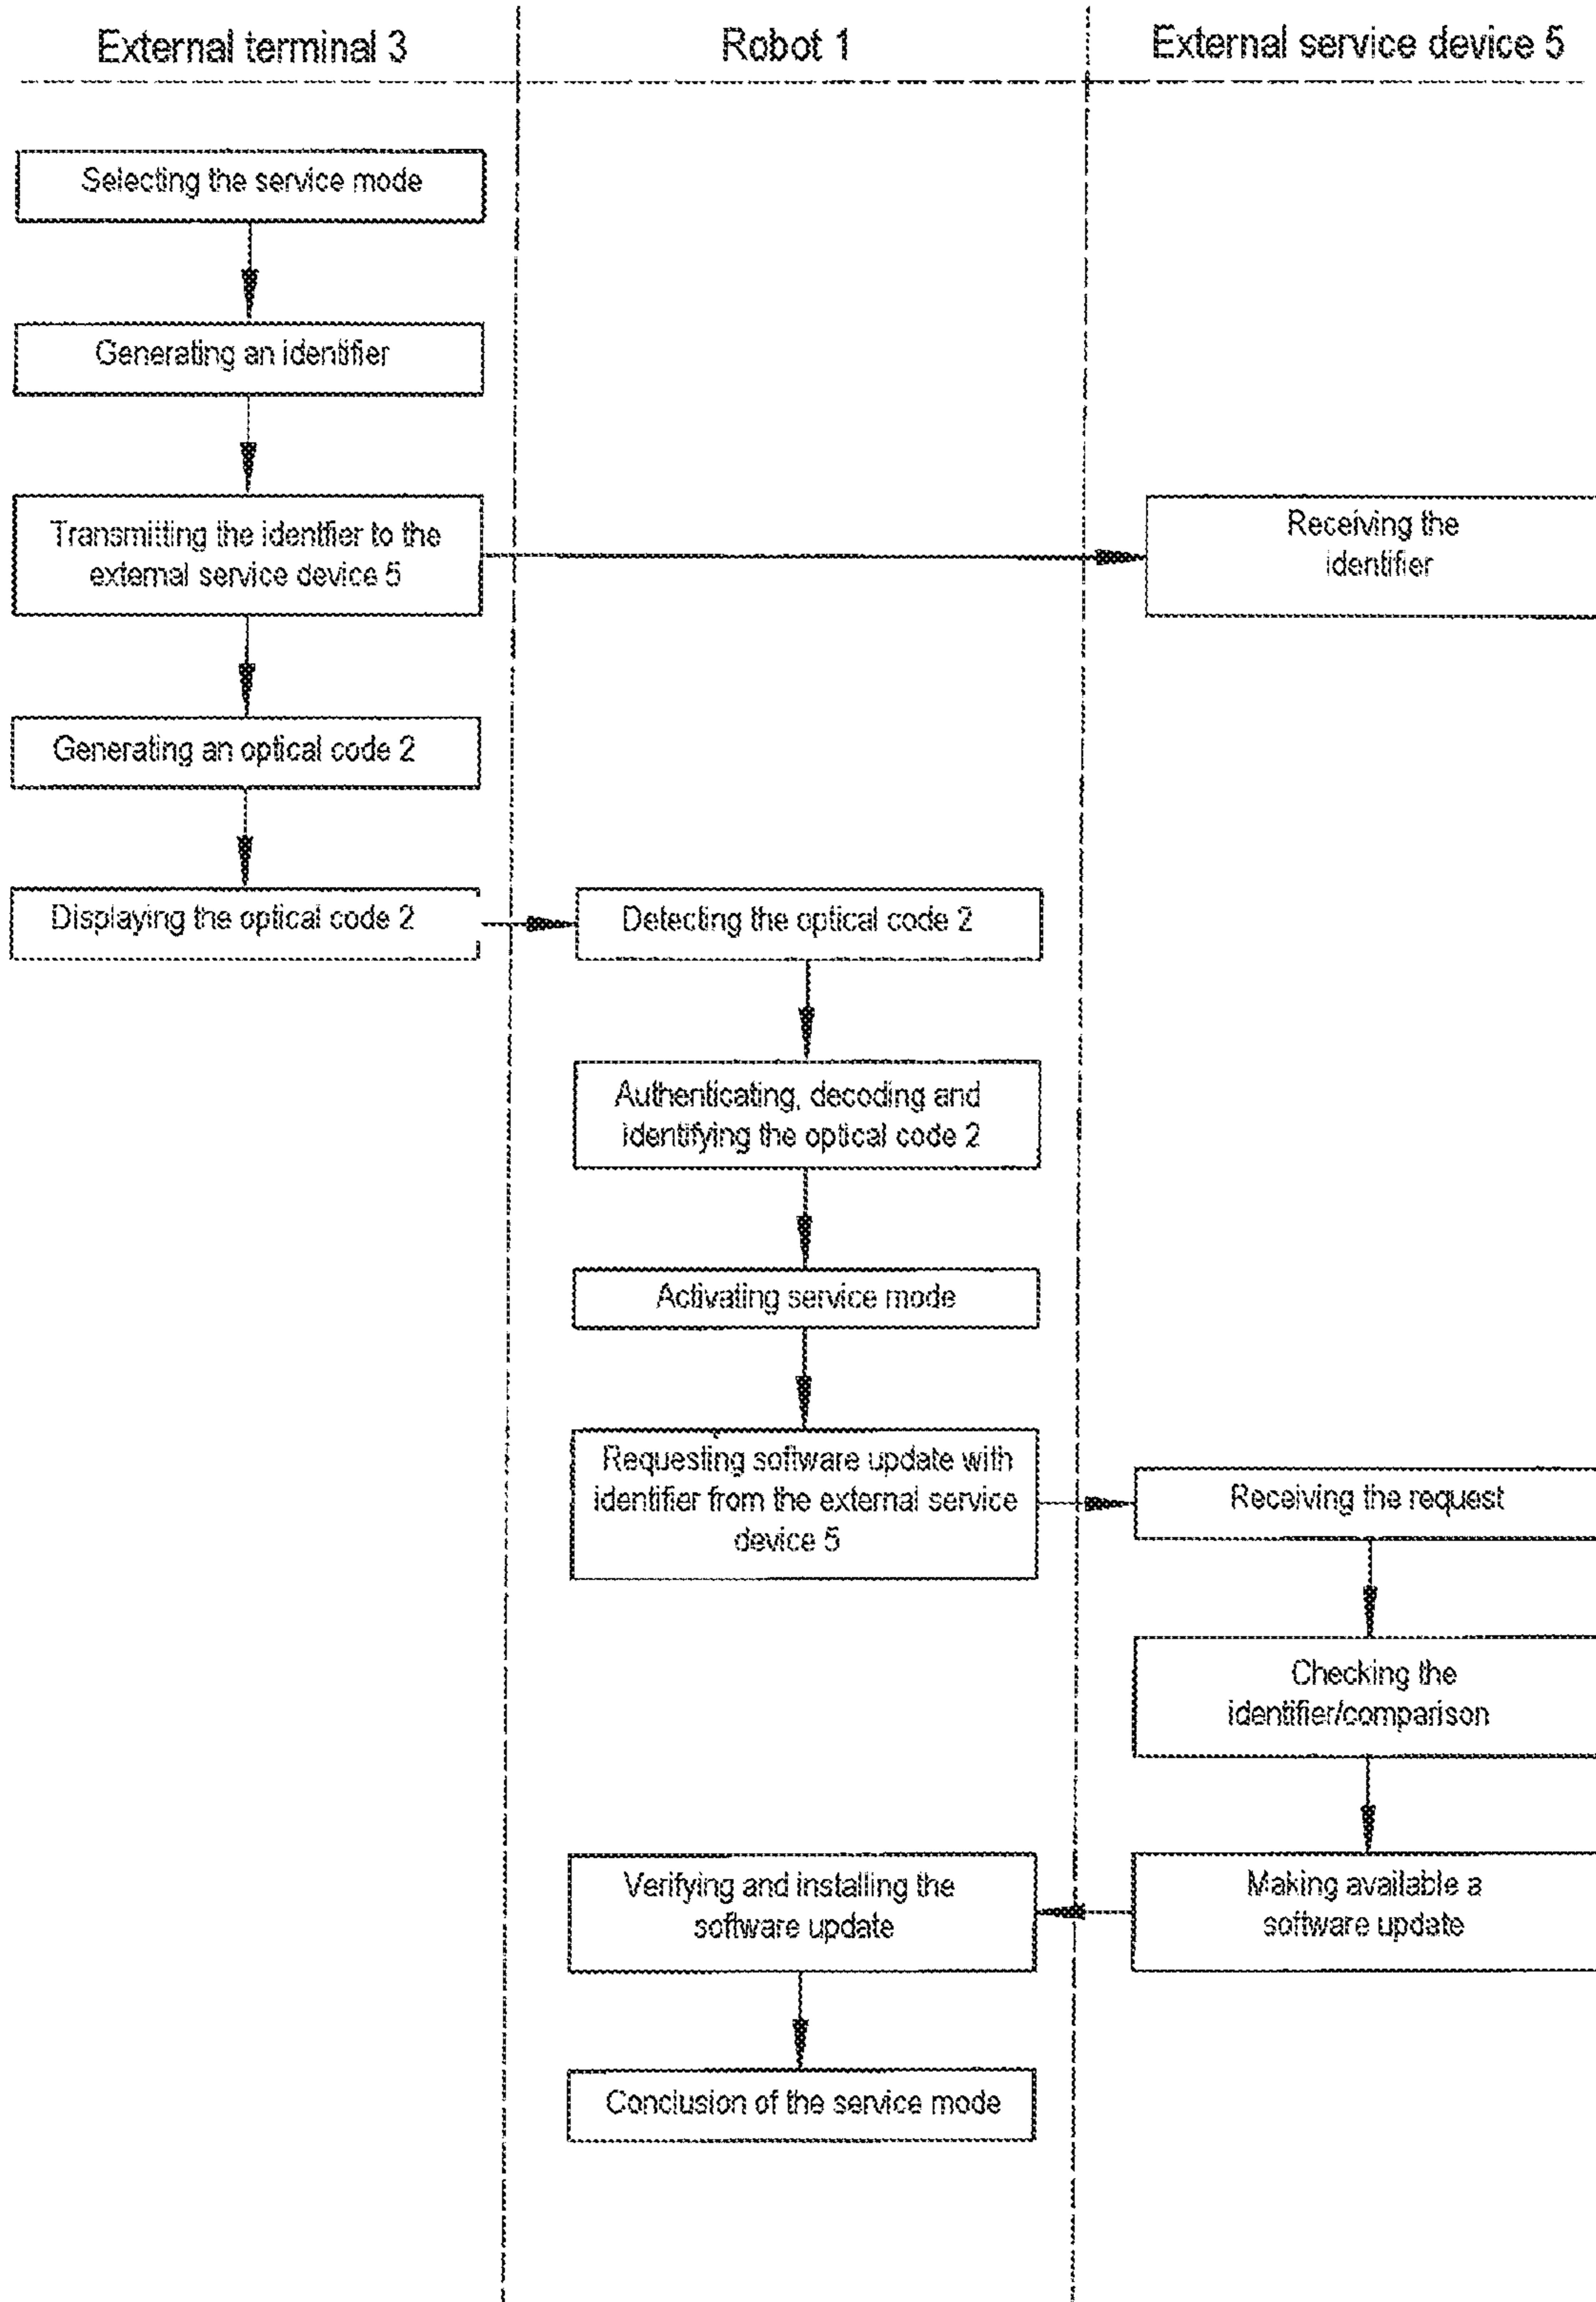 External terminal 3
Robot 1
External service device 5
Selecting the service mode
Generating an identifier
Transmitting the identifier to the
external service device 5
Receiving the
identifier
Generating an optical code 2
Displaying the optical code 2
Detecting the optical code 2
Authenticating, decoding and
identifying the optical code 2
Activating service mode
Requesting software update with
identifier from the external service
device 5
Receiving the request
Checking the
identifier/comparison
Verifying and installing the
software update
Making available a
software update
Conclusion of the service mode